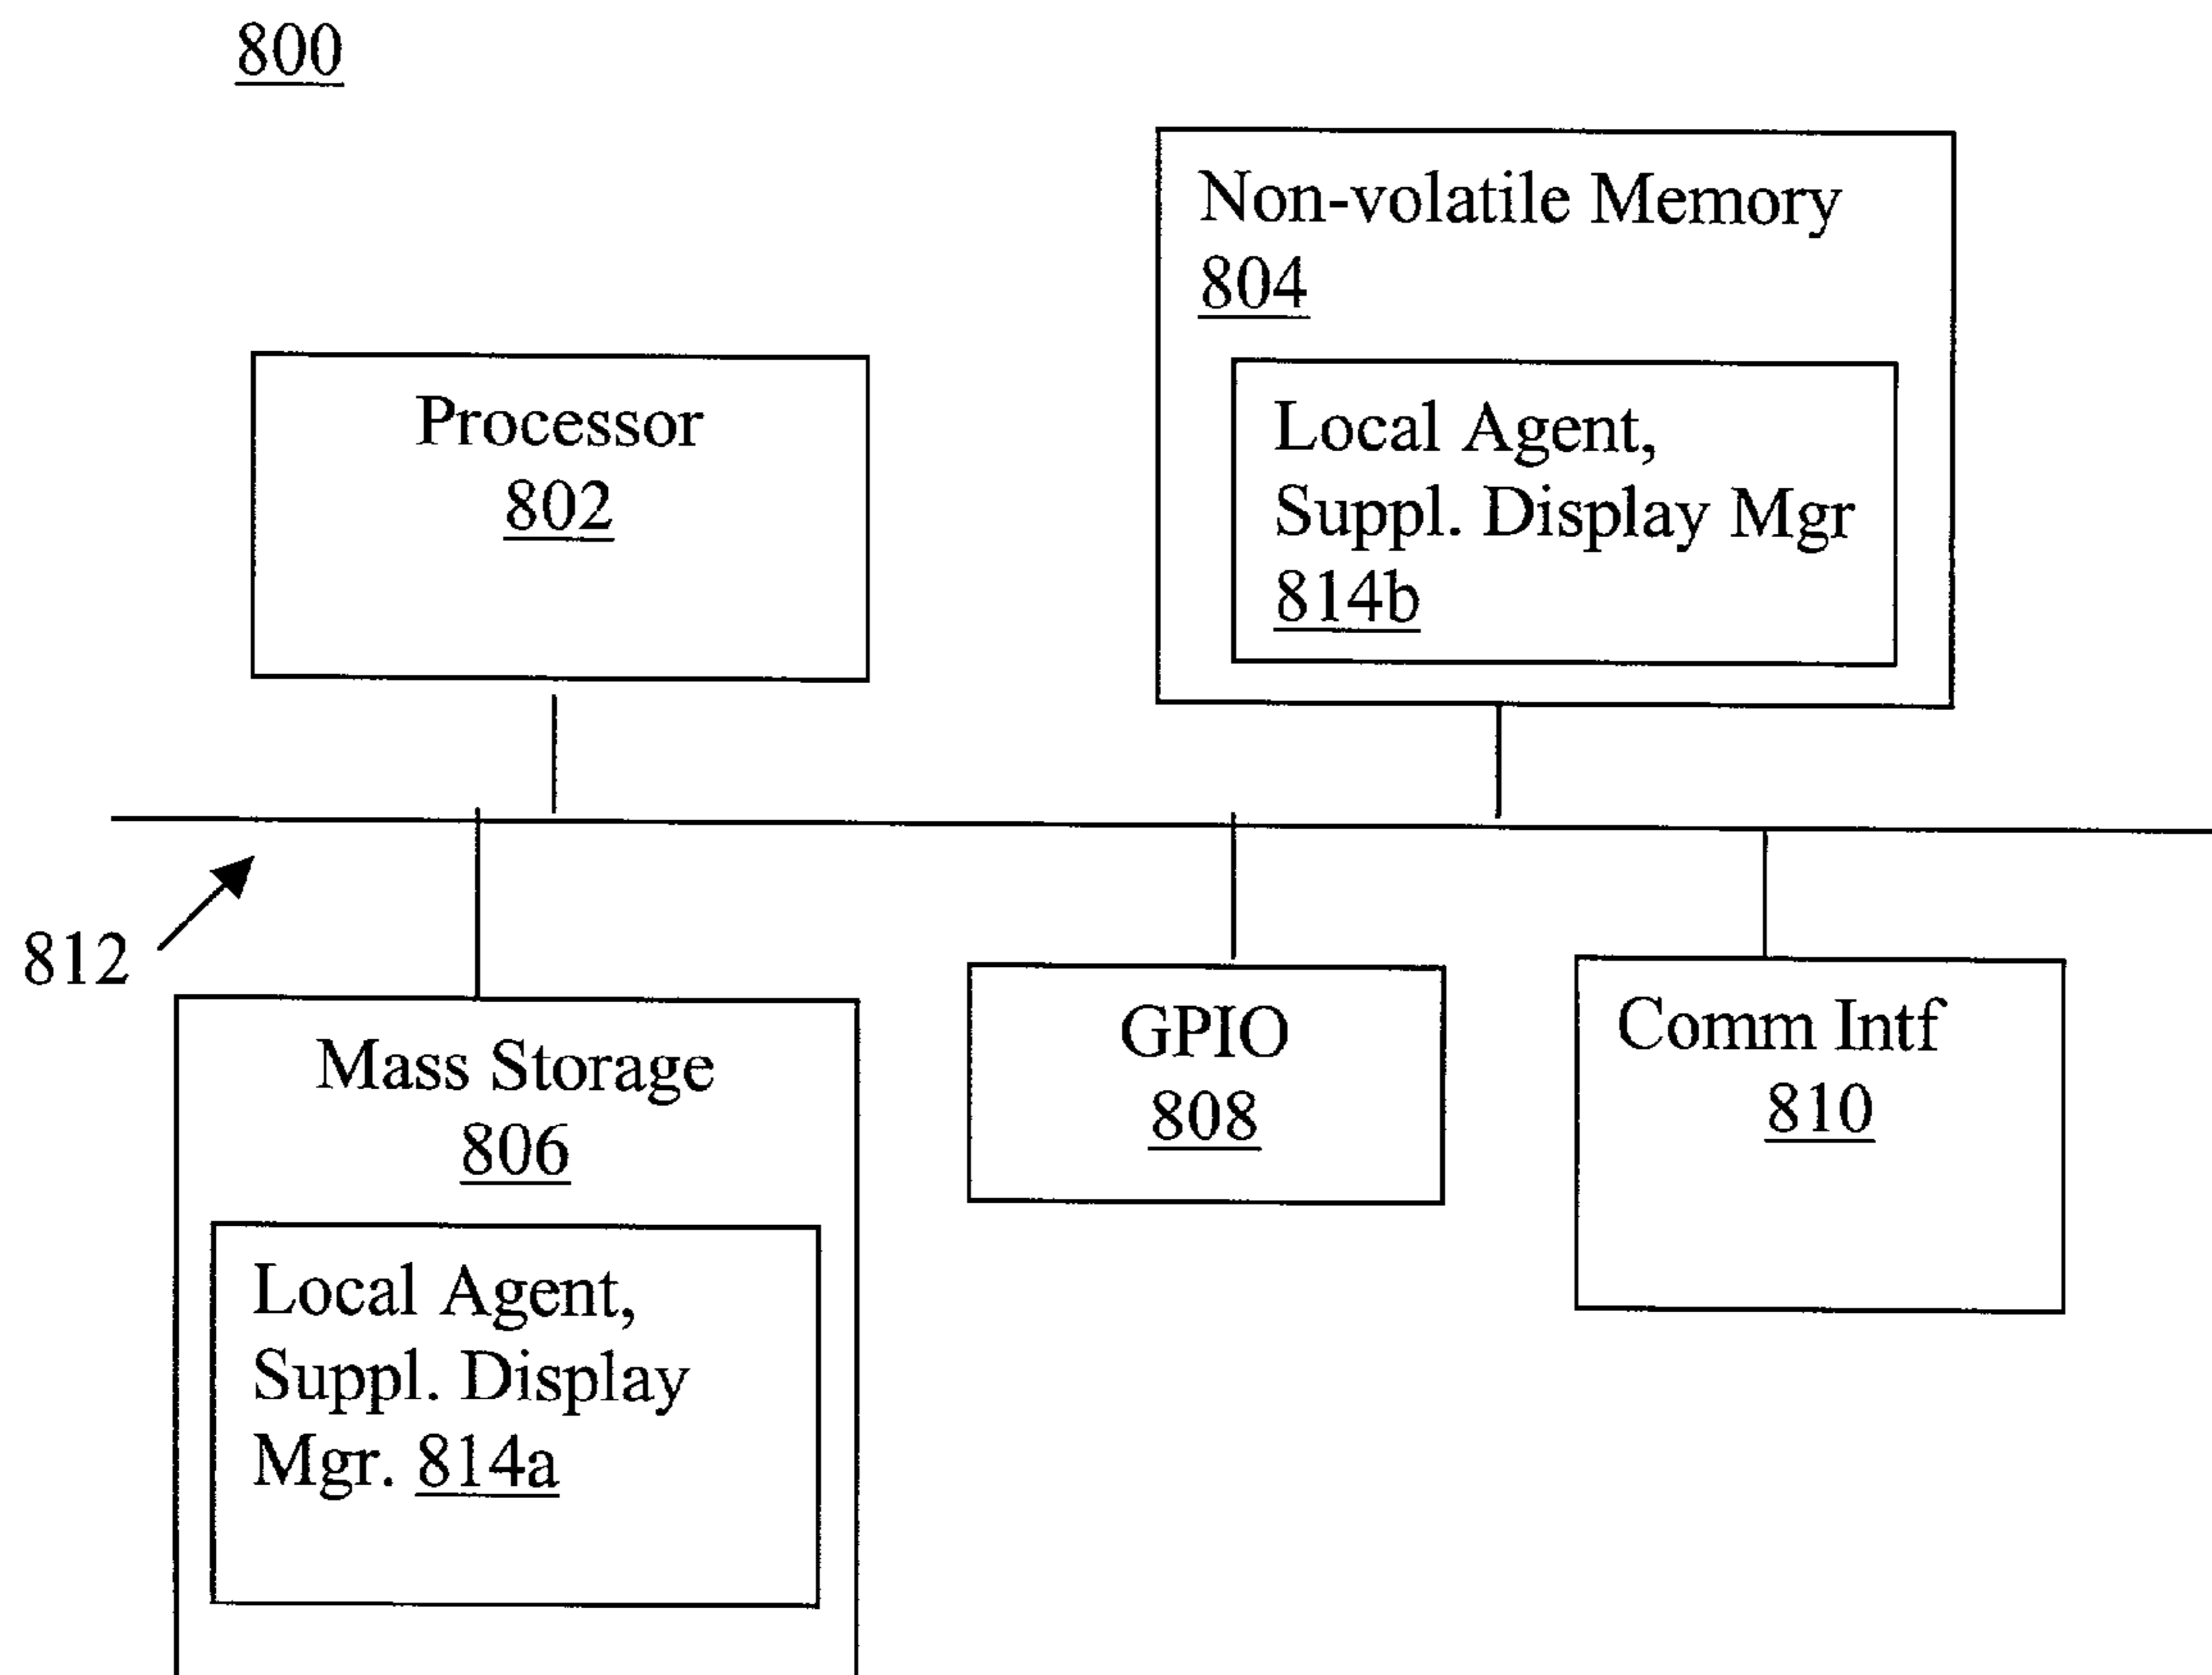 800
Non-volatile Memory
804
Processor
802
Local Agent,
Suppl. Display Mgr
814b
812
Mass Storage
806
GPIO
808
Comm Intf
810
Local Agent,
Suppl. Display
Mgr. 814a